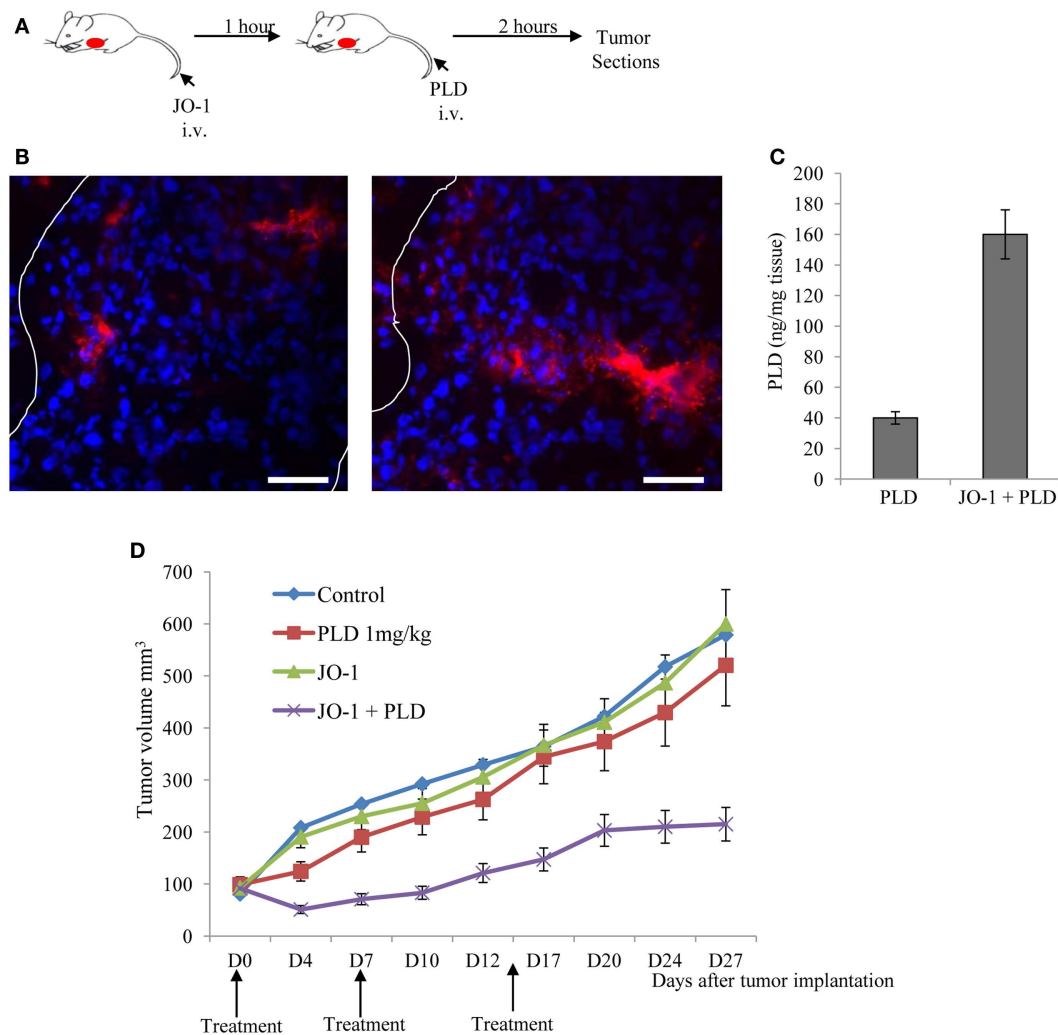 A
1 hour
2 hours
Tumor
Sections
JO-1
i.v.
PLD
i.v.
B
C
PLD (ng/mg tissue)
200
180
160
140
120
100
80
60
40
20
0
PLD
JO-1 + PLD
D
Tumor volume mm³
700
600
500
400
300
200
100
0
Control
PLD 1mg/kg
JO-1
JO-1 + PLD
D0 D4 D7 D10 D12 D17 D20 D24 D27
Days after tumor implantation
Treatment
Treatment
Treatment